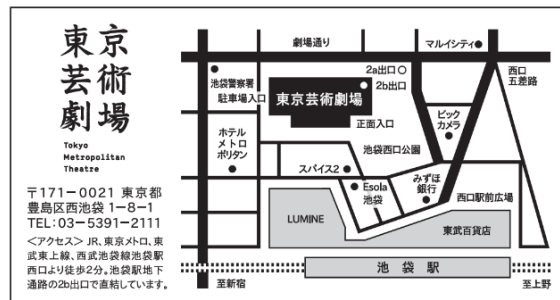 東京
芸術
劇場
Tokyo
Metropolitan
Theatre
〒171-0021 東京都
豊島区西池袋 1-8-1
TEL:03-5391-2111
<アクセス> JR、東京メトロ、東
武東上線、西武池袋線池袋駅
西口より徒歩2分。池袋駅地下
通路の2b出口で直結しています。
劇場通り
マルイシティ
2a出口
西口
五差路
池袋警察署
2b出口
駐車場入口
東京芸術劇場
正面入口
ビック
カメラ
ホテル
メトロ
ポリタン
池袋西口公園
スパイス2
Esola
池袋
みずほ
銀行
西口駅前広場
LUMINE
東武百貨店
池袋駅
至新宿
至上野